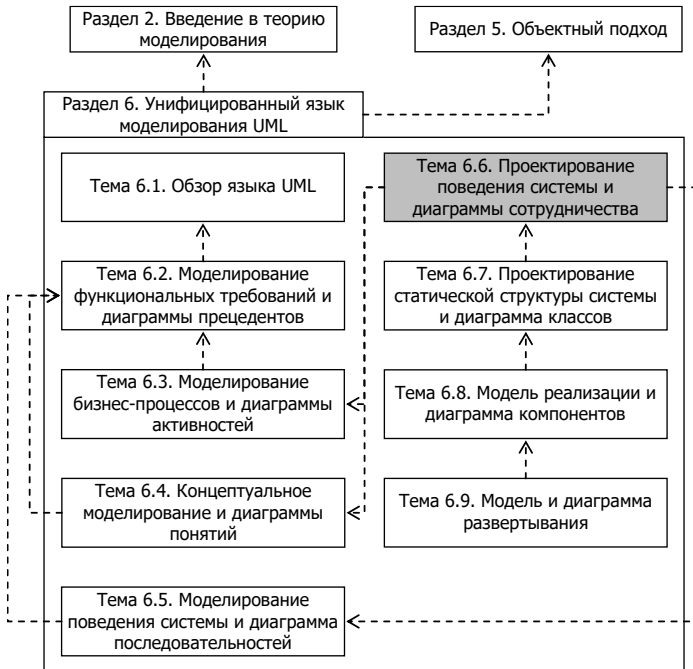 Раздел 2. Введение в теорию
моделирования
Раздел 5. Объектный подход
Раздел 6. Унифицированный язык
моделирования UML
Тема 6.1. Обзор языка UML
Тема 6.2. Моделирование
функциональных требований и
диаграммы прецедентов
Тема 6.3. Моделирование
бизнес-процессов и диаграммы
активностей
Тема 6.4. Концептуальное
моделирование и диаграммы
понятий
Тема 6.5. Моделирование
поведения системы и диаграмма
последовательностей
Тема 6.6. Проектирование
поведения системы и
диаграммы сотрудничества
Тема 6.7. Проектирование
статической структуры системы
и диаграмма классов
Тема 6.8. Модель реализации и
диаграмма компонентов
Тема 6.9. Модель и диаграмма
развертывания